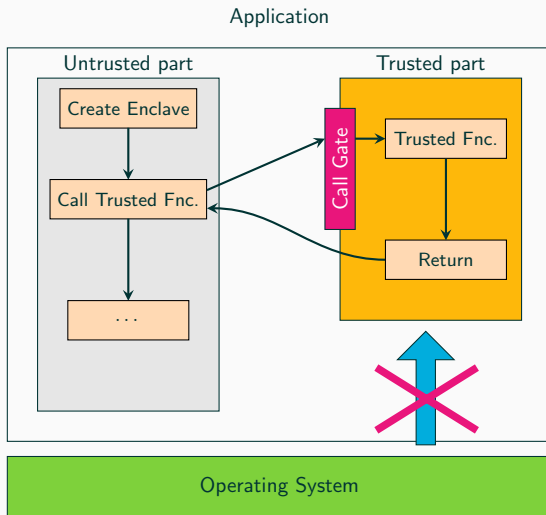 Application
Untrusted part
Trusted part
Create Enclave
Call Trusted Fnc.
...
Call Gate
Trusted Fnc.
Return
Operating System